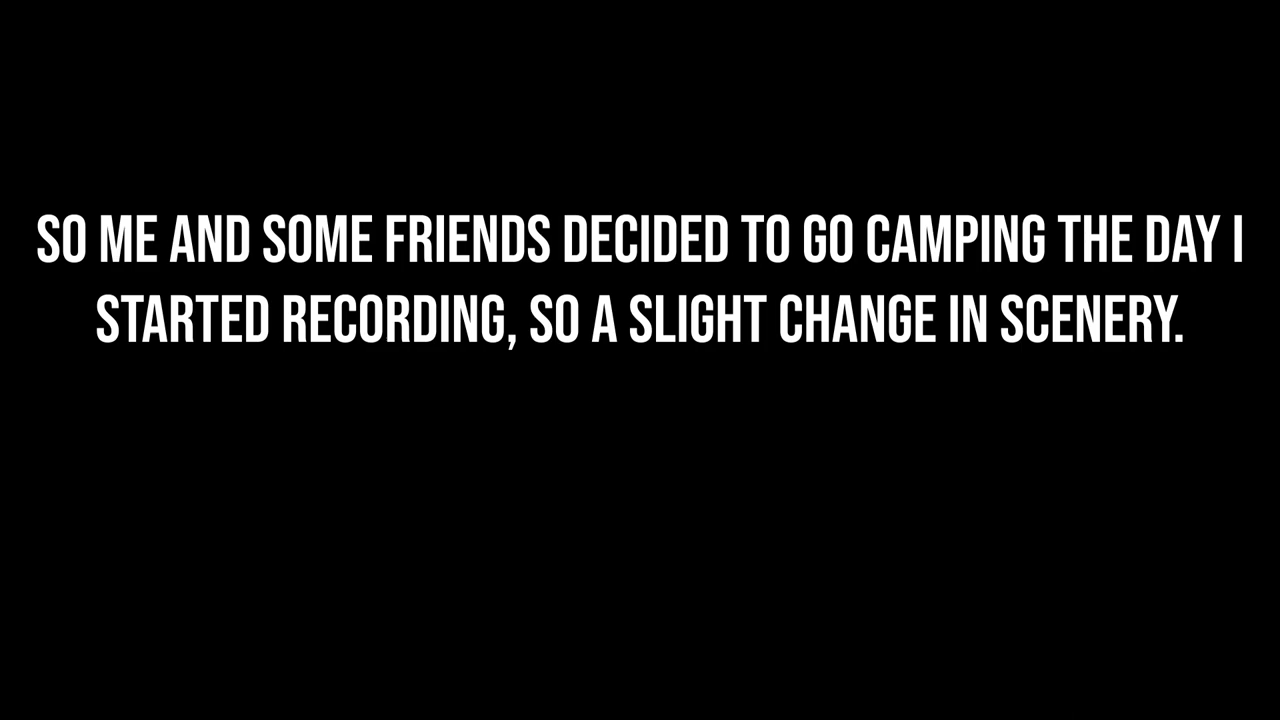 SO ME AND SOME FRIENDS DECIDED TO GO CAMPING THE DAY I
STARTED RECORDING, SO A SLIGHT CHANGE IN SCENERY.